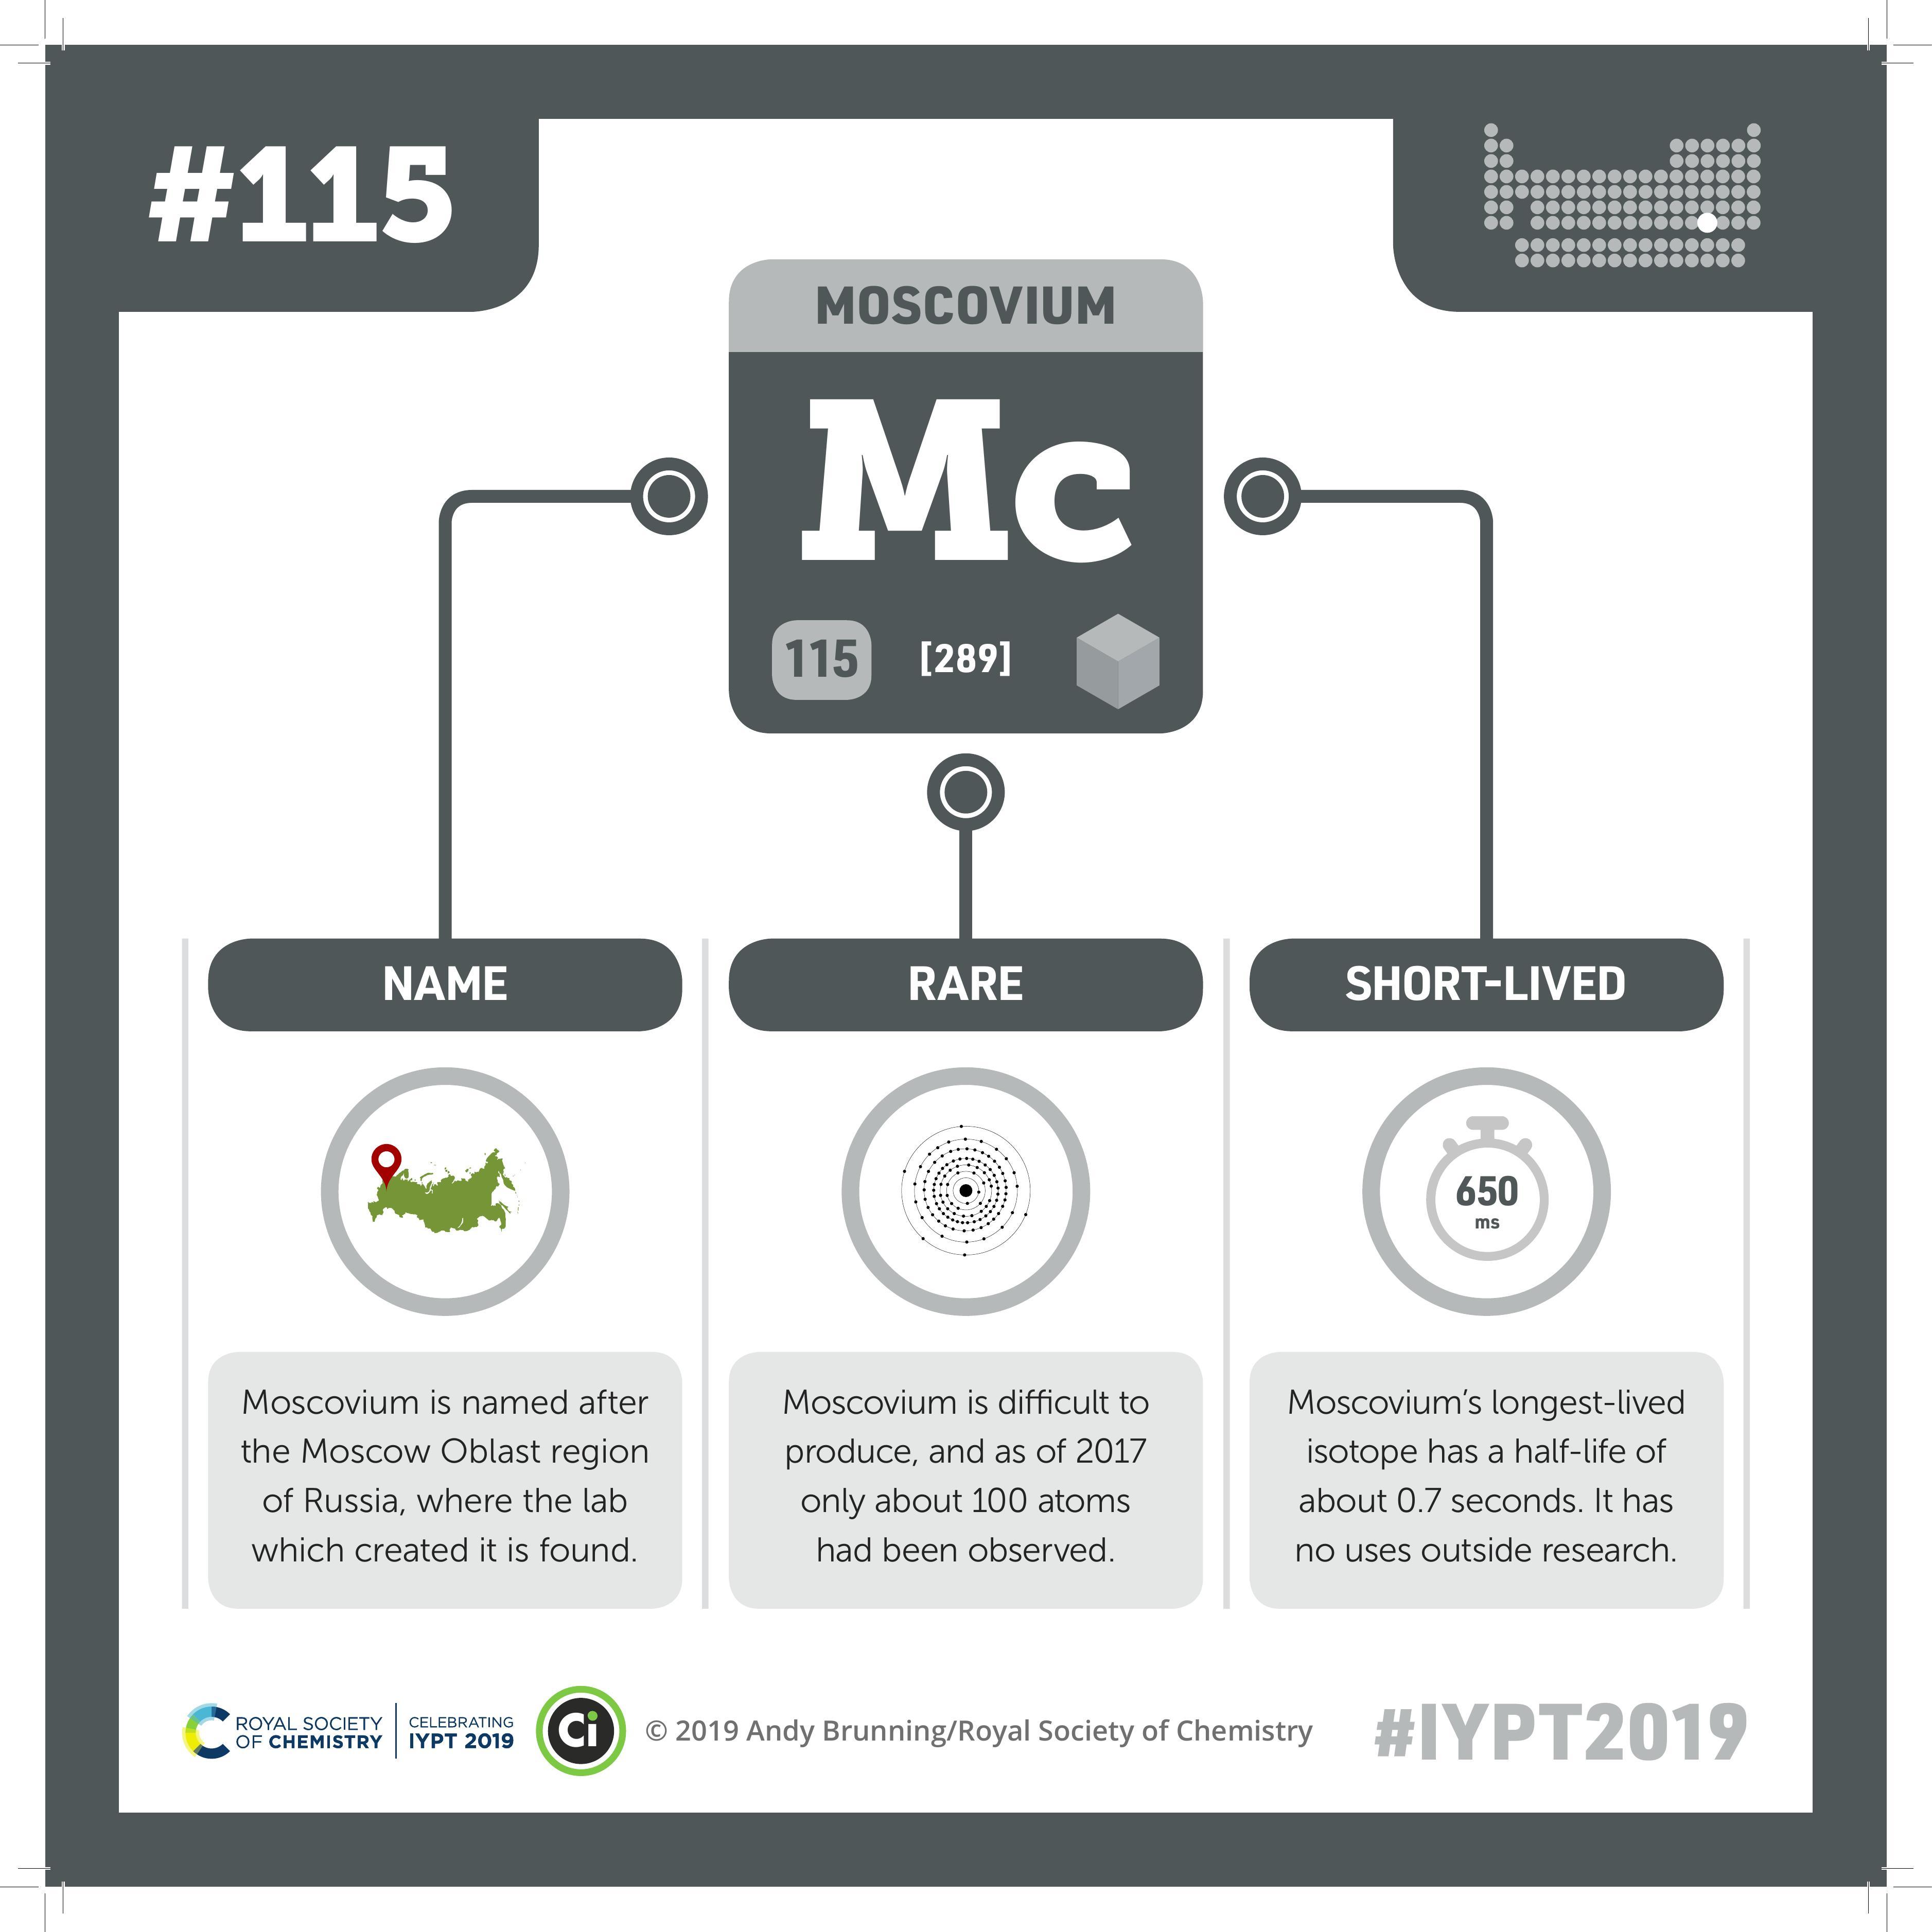 #115
MOSCOVIUM
Mc
115 [289]
NAME
RARE
SHORT-LIVED
650
ms
Moscovium is named after
the Moscow Oblast region
of Russia, where the lab
which created it is found.
Moscovium is difficult to
produce, and as of 2017
only about 100 atoms
had been observed.
Moscovium's longest-lived
isotope has a half-life of
about 0.7 seconds. It has
no uses outside research.
ROYAL SOCIETY
OF CHEMISTRY
CELEBRATING
IYPT 2019
Ci
© 2019 Andy Brunning/Royal Society of Chemistry
#IYPT2019